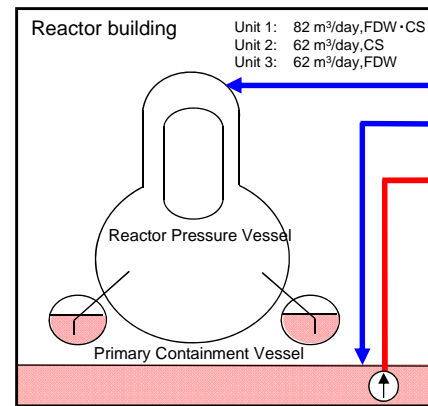 Reactor building
Unit 1: 82 m³/day,FDW・CS
Unit 2: 62 m³/day,CS
Unit 3: 62 m³/day,FDW
Reactor Pressure Vessel
Primary Containment Vessel